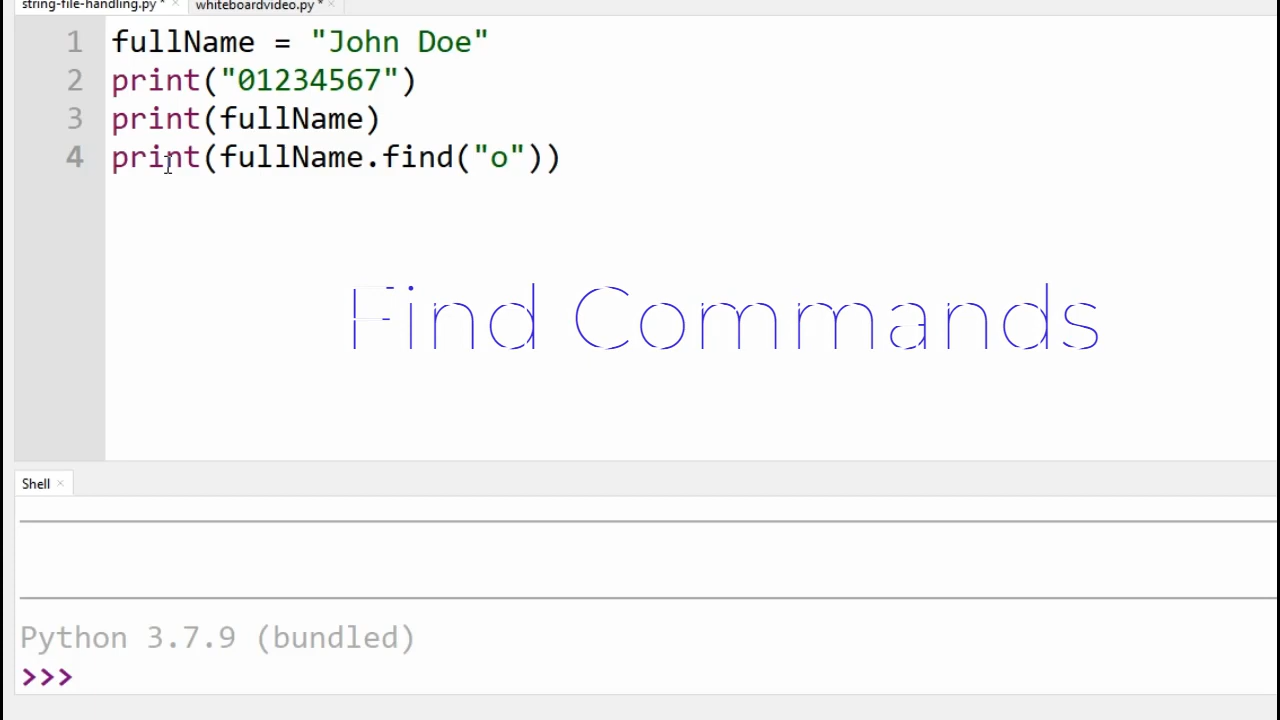 string-file-handling.py * × whiteboardvideo.py * ×
1 fullName = "John Doe"
2 print("01234567")
3 print(fullName)
4 print(fullName.find("o"))
Find Commands
Shell ×
Python 3.7.9 (bundled)
>>>